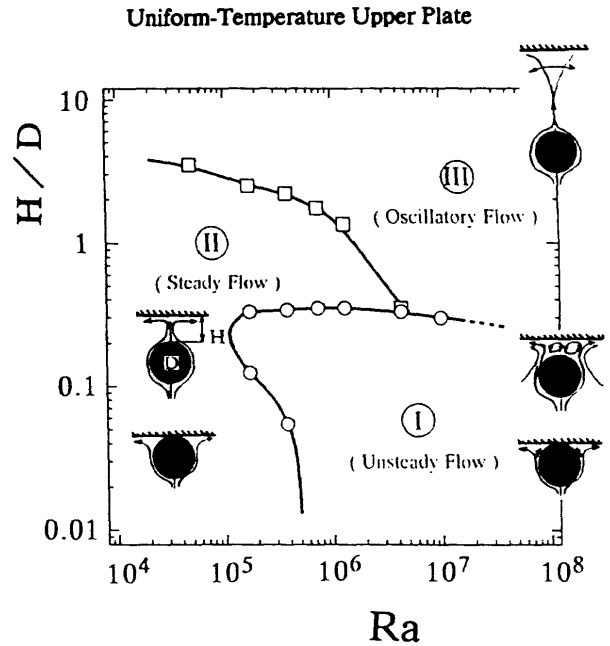 Uniform-Temperature Upper Plate
10
H/D
III
( Oscillatory Flow )
II
1
( Steady Flow )
H
D
0.1
I
( Unsteady Flow )
0.01
10⁴ 10⁵ 10⁶ 10⁷ 10⁸
Ra